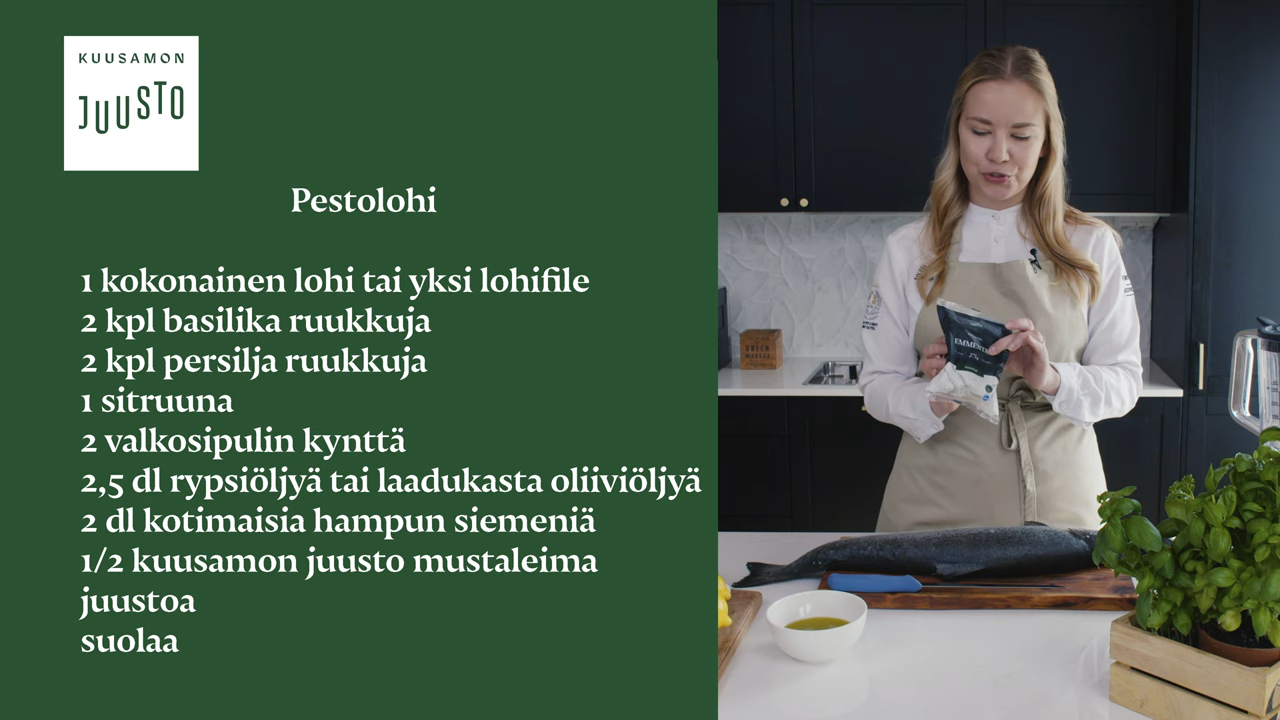 KUUSAMON
JUUSTO
Pestolohi
1 kokonainen lohi tai yksi lohifile
2 kpl basilika ruukkuja
2 kpl persilja ruukkuja
1 sitruuna
2 valkosipulin kynttä
2,5 dl rypsiöljyä tai laadukasta oliiviöljyä
2 dl kotimaisia hampun siemeniä
1/2 kuusamon juusto mustaleima
juustoa
suolaa
GREEN